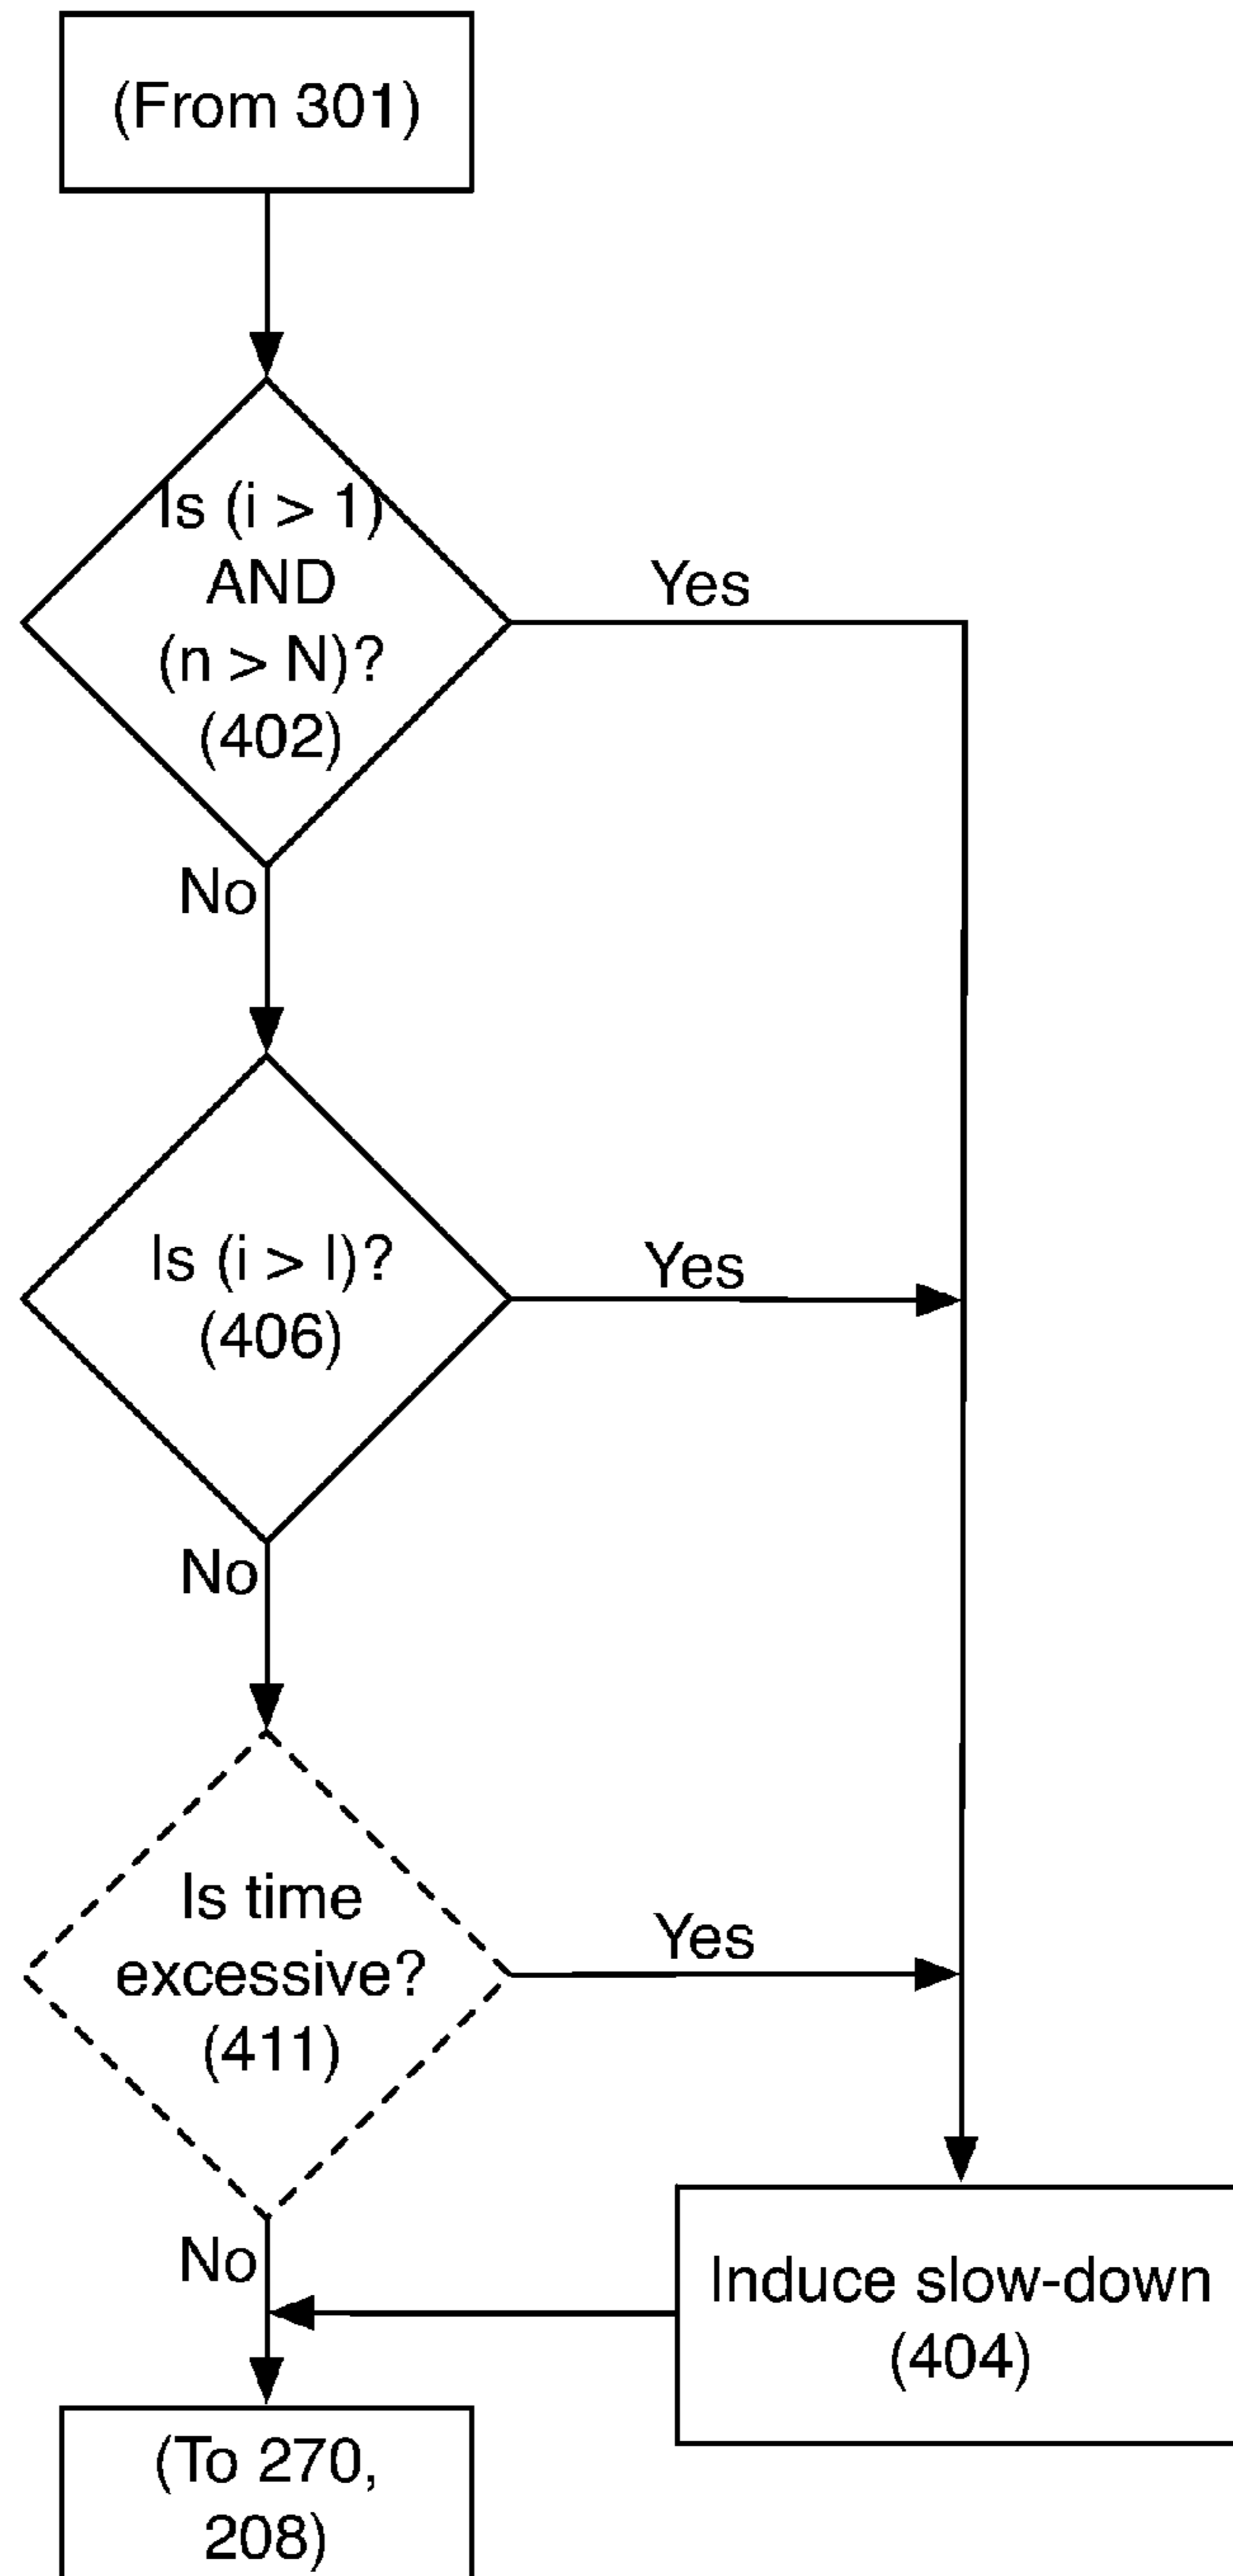 (From 301)
Is (i > 1)
AND
(n > N)?
(402)
Yes
No
Is (i > I)?
(406)
Yes
No
Is time
excessive?
(411)
Yes
No
Induce slow-down
(404)
(To 270,
208)